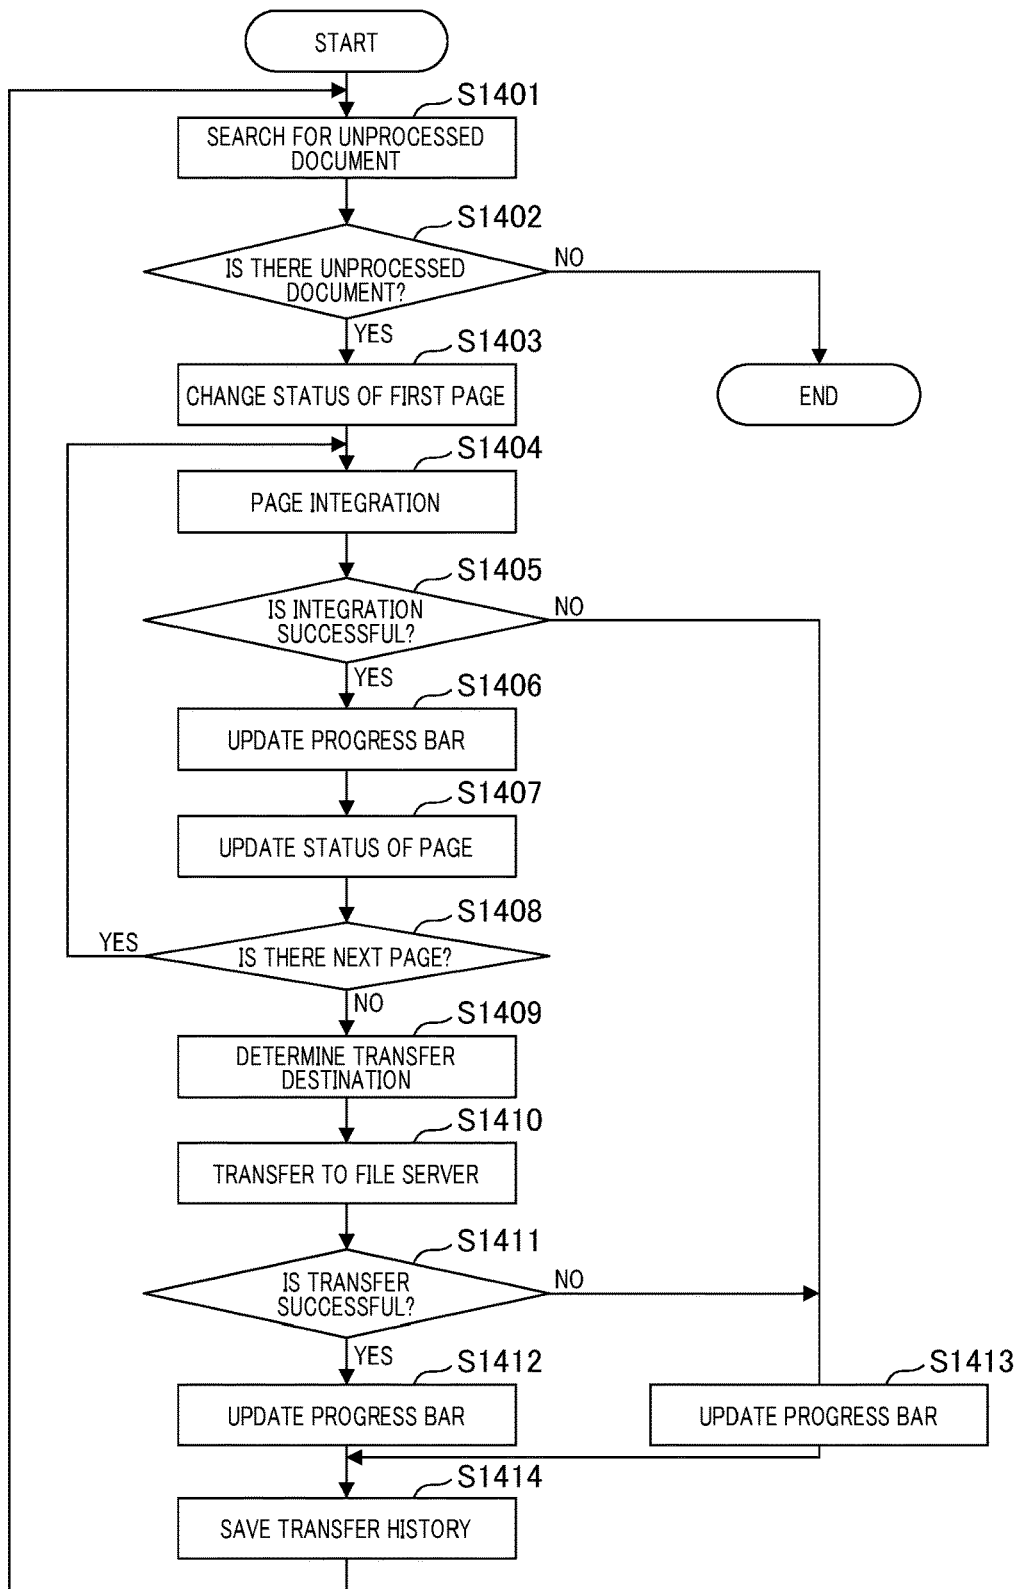 START
S1401
SEARCH FOR UNPROCESSED
DOCUMENT
S1402
IS THERE UNPROCESSED
DOCUMENT?
NO
YES
S1403
CHANGE STATUS OF FIRST PAGE
END
S1404
PAGE INTEGRATION
S1405
IS INTEGRATION
SUCCESSFUL?
NO
YES
S1406
UPDATE PROGRESS BAR
S1407
UPDATE STATUS OF PAGE
S1408
YES
IS THERE NEXT PAGE?
NO
S1409
DETERMINE TRANSFER
DESTINATION
S1410
TRANSFER TO FILE SERVER
S1411
IS TRANSFER
SUCCESSFUL?
NO
YES
S1412
UPDATE PROGRESS BAR
S1413
UPDATE PROGRESS BAR
S1414
SAVE TRANSFER HISTORY